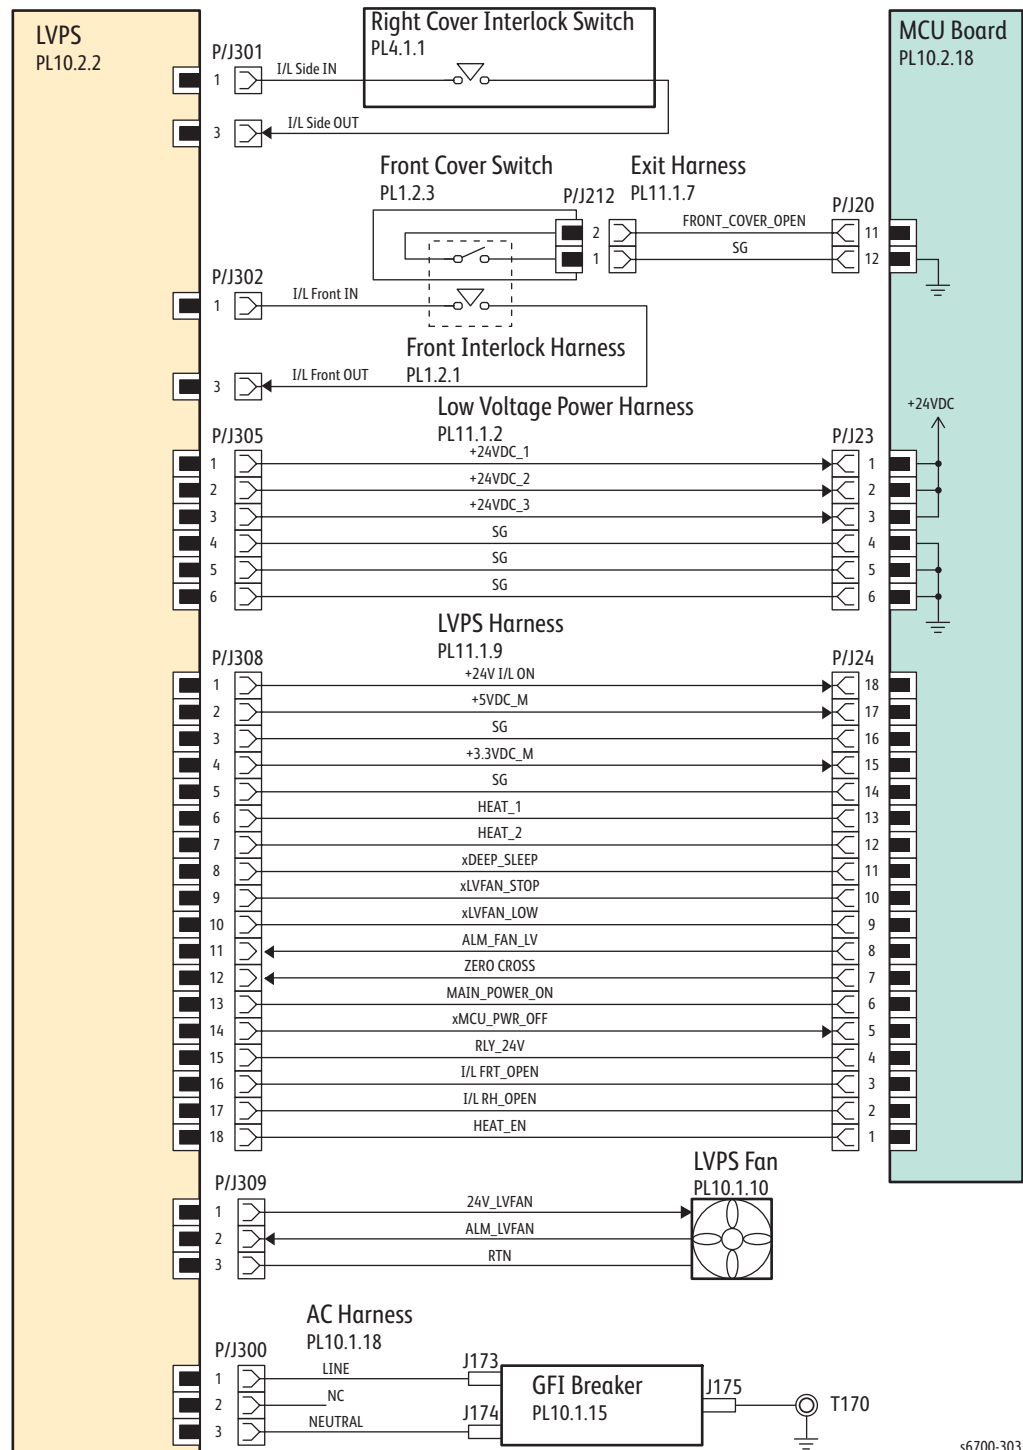 LVPS
PL10.2.2
P/J301
Right Cover Interlock Switch
PL4.1.1
MCU Board
PL10.2.18
1 I/L Side IN
3 I/L Side OUT
Front Cover Switch
PL1.2.3
P/J212
Exit Harness
PL11.1.7
P/J20
2 FRONT_COVER_OPEN 11
1 SG 12
P/J302
1 I/L Front IN
Front Interlock Harness
PL1.2.1
3 I/L Front OUT
Low Voltage Power Harness
PL11.1.2
+24VDC
P/J305 P/J23
1 +24VDC_1 1
2 +24VDC_2 2
3 +24VDC_3 3
4 SG 4
5 SG 5
6 SG 6
LVPS Harness
PL11.1.9
P/J308 P/J24
1 +24V I/L ON 18
2 +5VDC_M 17
3 SG 16
4 +3.3VDC_M 15
5 SG 14
6 HEAT_1 13
7 HEAT_2 12
8 xDEEP_SLEEP 11
9 xLVFAN_STOP 10
10 xLVFAN_LOW 9
11 ALM_FAN_LV 8
12 ZERO CROSS 7
13 MAIN_POWER_ON 6
14 xMCU_PWR_OFF 5
15 RLY_24V 4
16 I/L FRT_OPEN 3
17 I/L RH_OPEN 2
18 HEAT_EN 1
LVPS Fan
PL10.1.10
P/J309
1 24V_LVFAN
2 ALM_LVFAN
3 RTN
AC Harness
PL10.1.18
P/J300
1 LINE J173
2 NC
3 NEUTRAL J174
GFI Breaker
PL10.1.15
J175
T170
s6700-303